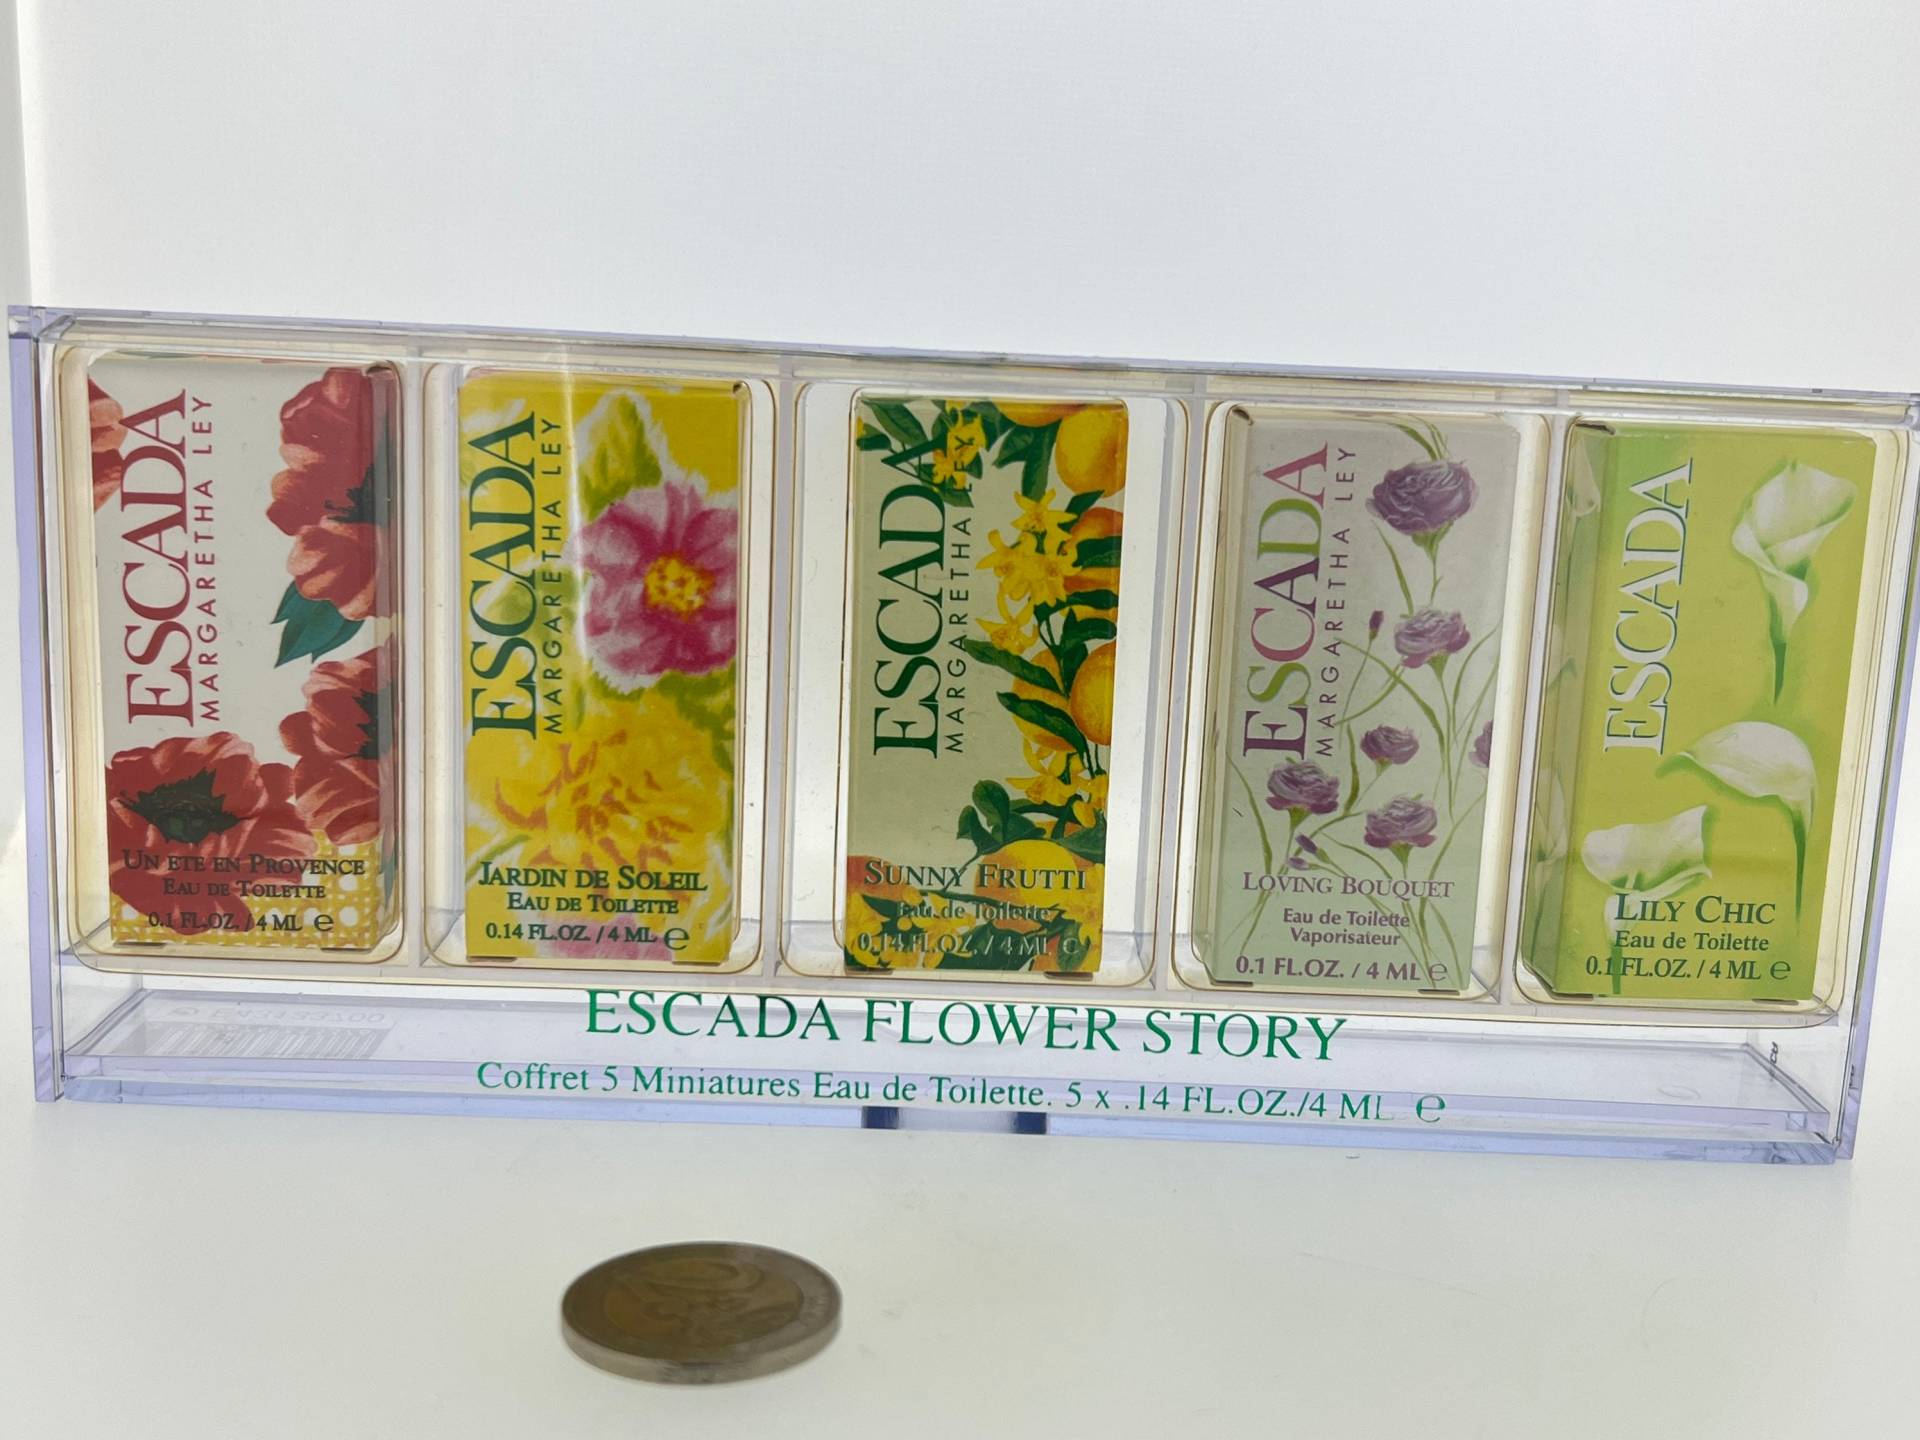 ESCADA
MARGARETHA LEY
UN ETE EN PROVENCE
EAU DE TOILETTE
0.1 FL.OZ. / 4 ML e
ESCADA
MARGARETHA LEY
JARDIN DE SOLEIL
EAU DE TOILETTE
0.14 FL.OZ. / 4 ML e
ESCADA
MARGARETHA LEY
SUNNY FRUTTI
Eau de Toilette
0.14 FL.OZ. / 4 ML e
ESCADA
MARGARETHA LEY
LOVING BOUQUET
Eau de Toilette
Vaporisateur
0.1 FL.OZ. / 4 ML e
ESCADA
LILY CHIC
Eau de Toilette
0.1 FL.OZ. / 4 ML e
ESCADA FLOWER STORY
Coffret 5 Miniatures Eau de Toilette. 5 x .14 FL.OZ./4 ML e